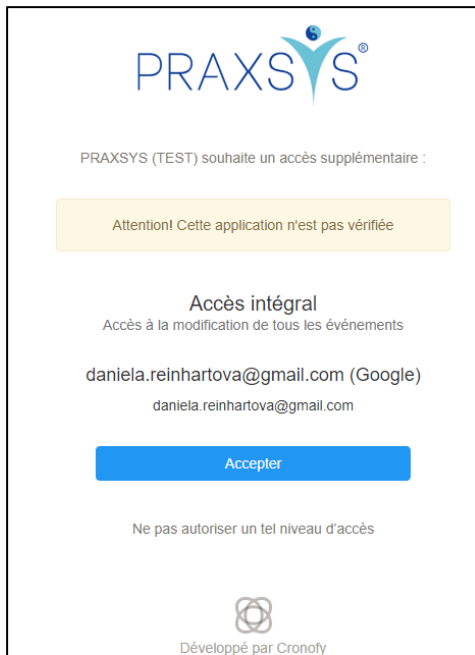 PRAXSYS®
PRAXSYS (TEST) souhaite un accès supplémentaire :
Attention! Cette application n'est pas vérifiée
Accès intégral
Accès à la modification de tous les événements
daniela.reinhartova@gmail.com (Google)
daniela.reinhartova@gmail.com
Accepter
Ne pas autoriser un tel niveau d'accès
Développé par Cronofy